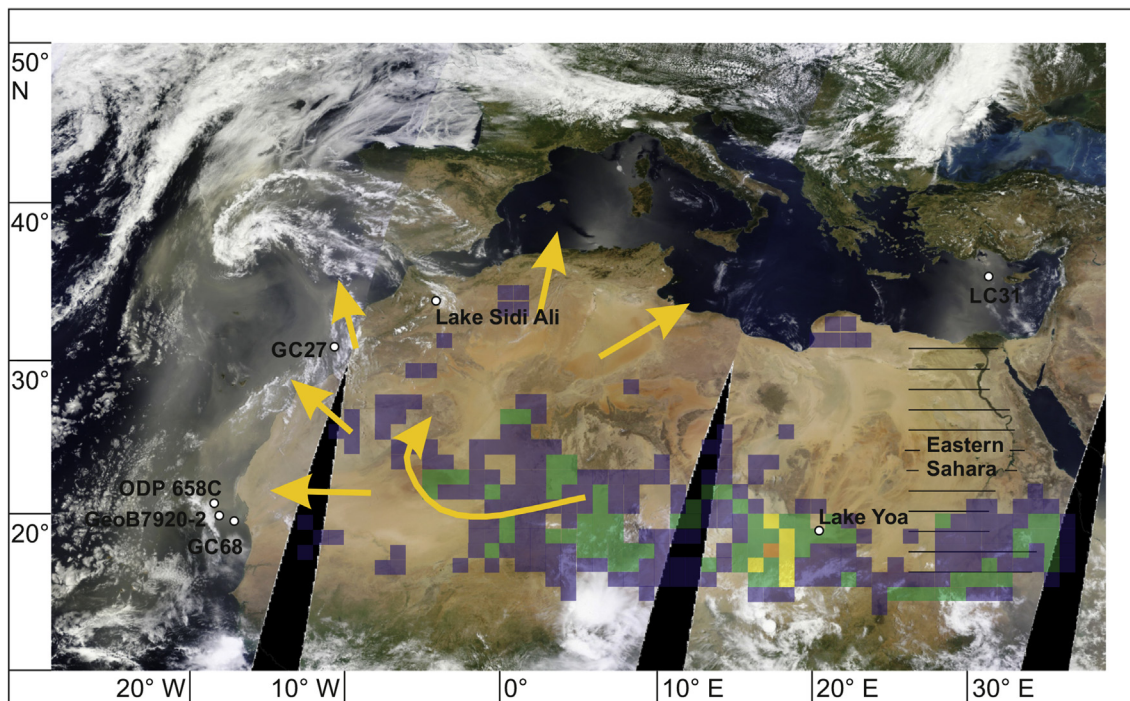 50°
N
40°
30°
20°
Lake Sidi Ali
LC31
GC27
Eastern
Sahara
ODP 658C
GeoB7920-2
GC68
Lake Yoa
20° W
10° W
0°
10° E
20° E
30° E